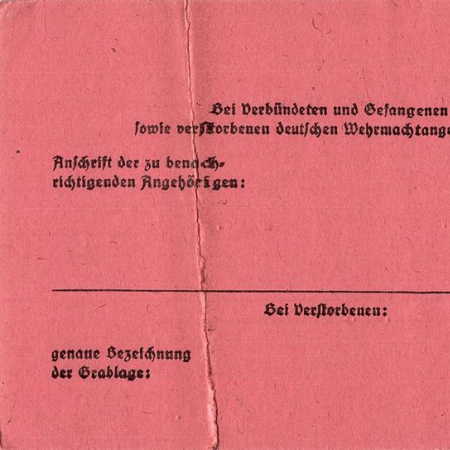 Bei Verbündeten und Gefangenen
sowie verstorbenen deutschen Wehrmachtange
Anschrift der zu benach-
richtigenden Angehörigen:
Bei Verstorbenen:
genaue Bezeichnung
der Grablage: